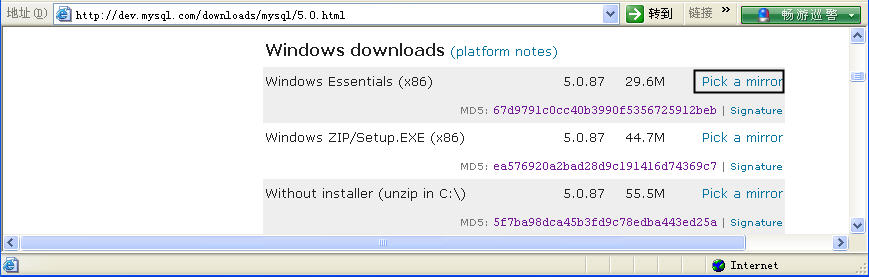 地址(D) http://dev.mysql.com/downloads/mysql/5.0.html 转到 链接 » 畅游巡警
Windows downloads (platform notes)
Windows Essentials (x86) 5.0.87 29.6M Pick a mirror
MD5: 67d9791c0cc40b3990f5356725912beb | Signature
Windows ZIP/Setup.EXE (x86) 5.0.87 44.7M Pick a mirror
MD5: ea576920a2bad28d9c191416d74369c7 | Signature
Without installer (unzip in C:\) 5.0.87 55.5M Pick a mirror
MD5: 5f7ba98dca45b3fd9c78edba443ed25a | Signature
Internet